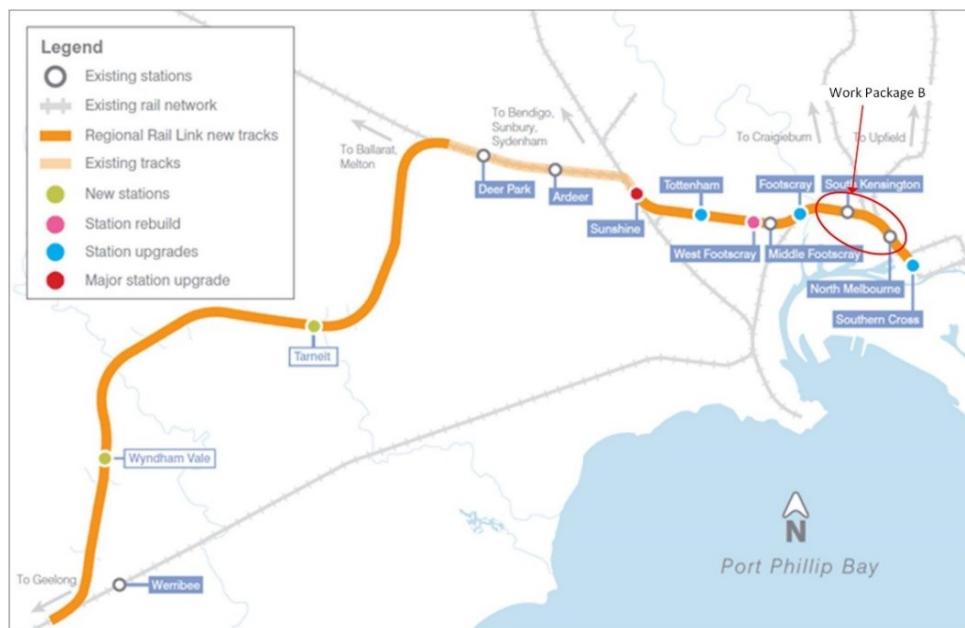 Legend
Existing stations
Existing rail network
Regional Rail Link new tracks
Existing tracks
New stations
Station rebuild
Station upgrades
Major station upgrade
Work Package B
To Bendigo,
Sunbury,
Sydenham
To Ballarat,
Melton
To Craigieburn
To Upfield
Deer Park
Ardeer
Tottenham
Footscray
South Kensington
Sunshine
West Footscray
Middle Footscray
North Melbourne
Southern Cross
Tarneit
Wyndham Vale
To Geelong
Werribee
N
Port Phillip Bay